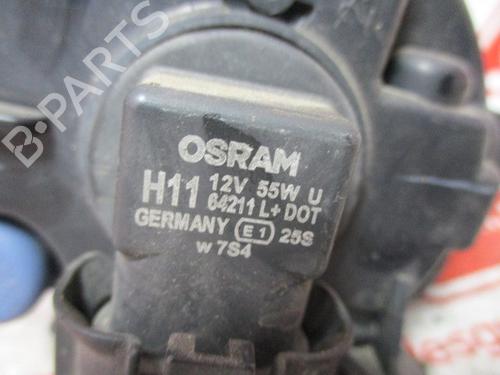 B-PARTS
OSRAM
H11 12V 55W U
64211 L+ DOT
GERMANY E1 25S
w 7S4